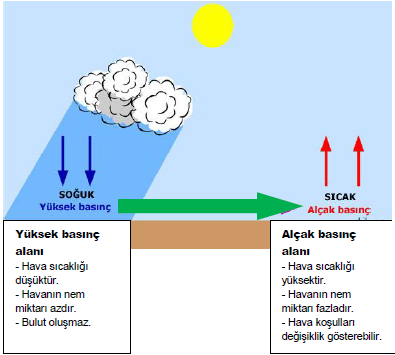 SOĞUK
Yüksek basınç
SICAK
Alçak basınç
Yüksek basınç
alanı
- Hava sıcaklığı
düşüktür.
- Havanın nem
miktarı azdır.
- Bulut oluşmaz.
Alçak basınç
alanı
- Hava sıcaklığı
yüksektir.
- Havanın nem
miktarı fazladır.
- Hava koşulları
değişiklik gösterebilir.